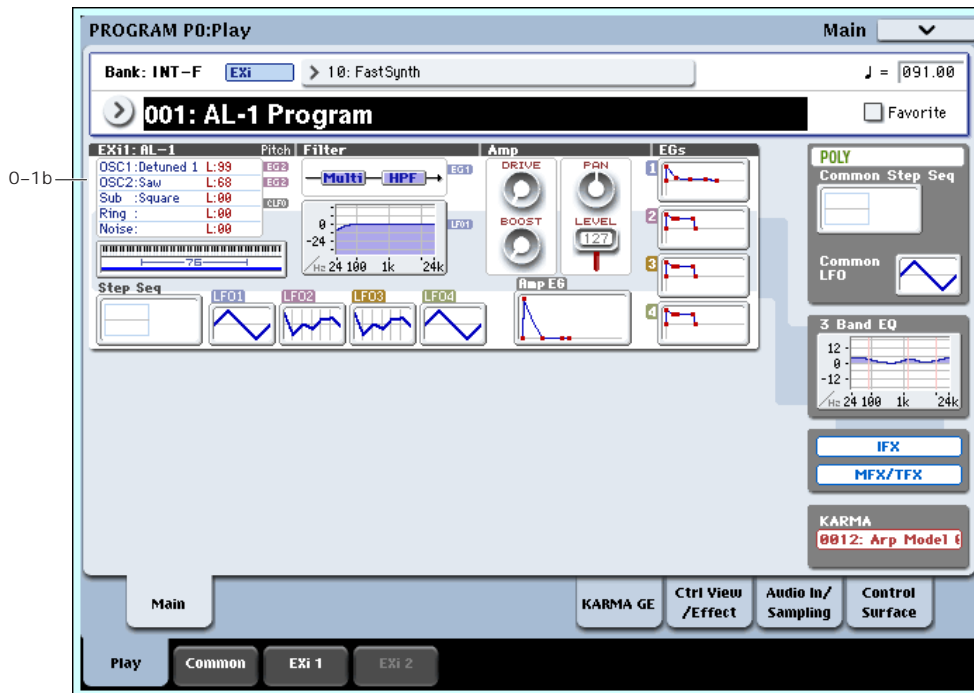 PROGRAM P0:Play Main
Bank: INT-F EXi 10: FastSynth ♩ = 091.00
001: AL-1 Program Favorite
0-1b
EXi1: AL-1 Pitch Filter Amp EGs
OSC1:Detuned 1 L:99 EG2
OSC2:Saw L:68 EG2
Sub :Square L:00 CLFO
Ring : L:00
Noise: L:00
75
Multi HPF EG1
0
-24
LFO1
Hz 24 100 1k 24k
DRIVE PAN
BOOST LEVEL
127
1
2
3
4
Step Seq LFO1 LFO2 LFO3 LFO4 Amp EG
POLY
Common Step Seq
Common
LFO
3 Band EQ
12
0
-12
Hz 24 100 1k 24k
IFX
MFX/TFX
KARMA
0012: Arp Model
Main KARMA GE Ctrl View
/Effect Audio In/
Sampling Control
Surface
Play Common EXi 1 EXi 2